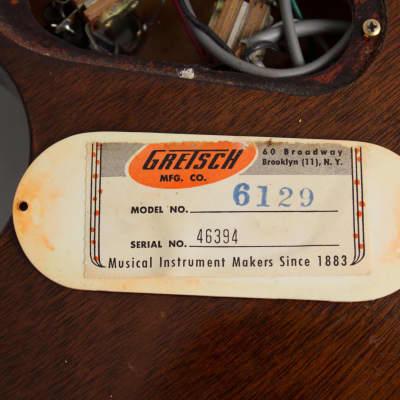 GRETSCH
MFG. CO.
60 Broadway
Brooklyn (11), N. Y.
MODEL NO. 6129
SERIAL NO. 46394
Musical Instrument Makers Since 1883